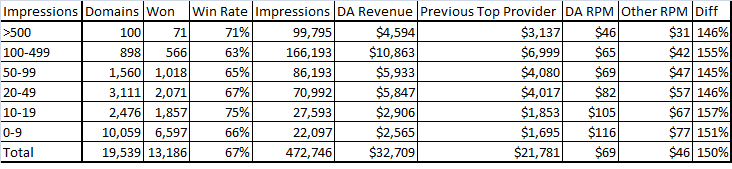 Impressions Domains Won Win Rate Impressions DA Revenue Previous Top Provider DA RPM Other RPM Diff
>500 100 71 71% 99,795 $4,594 $3,137 $46 $31 146%
100-499 898 566 63% 166,193 $10,863 $6,999 $65 $42 155%
50-99 1,560 1,018 65% 86,193 $5,933 $4,080 $69 $47 145%
20-49 3,111 2,071 67% 70,992 $5,847 $4,017 $82 $57 146%
10-19 2,476 1,857 75% 27,593 $2,906 $1,853 $105 $67 157%
0-9 10,059 6,597 66% 22,097 $2,565 $1,695 $116 $77 151%
Total 19,539 13,186 67% 472,746 $32,709 $21,781 $69 $46 150%